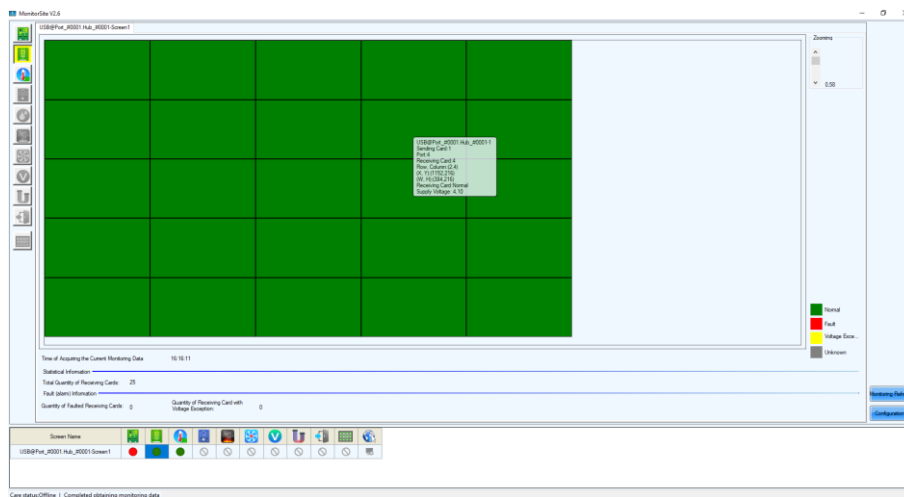 MonitorSite V2.6
USB@Port_#0001.Hub_#0001-Screen1
Zooming
0.58
USB@Port_#0001.Hub_#0001-1
Sending Card:1
Port:4
Receiving Card:4
Row, Column:(2,4)
(X, Y):(1152,216)
(W, H):(384,216)
Receiving Card:Normal
Supply Voltage: 4.10
Normal
Fault
Voltage Exce...
Unknown
Time of Acquiring the Current Monitoring Data 16:16:11
Statistical Information
Total Quantity of Receiving Cards: 25
Fault (alarm) Information
Quantity of Faulted Receiving Cards: 0 Quantity of Receiving Card with Voltage Exception: 0
Monitoring Refre
Configuration
Screen Name
USB@Port_#0001.Hub_#0001-Screen1
Care status:Offline | Completed obtaining monitoring data